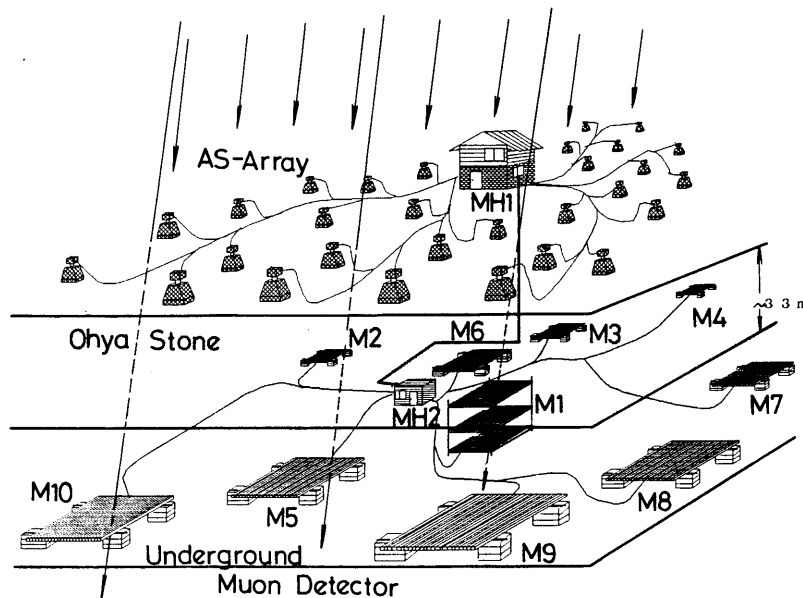 AS-Array
MH1
Ohya Stone
M2
M6
M3
M4
~33 m
MH2
M1
M7
M10
M5
M8
M9
Underground
Muon Detector